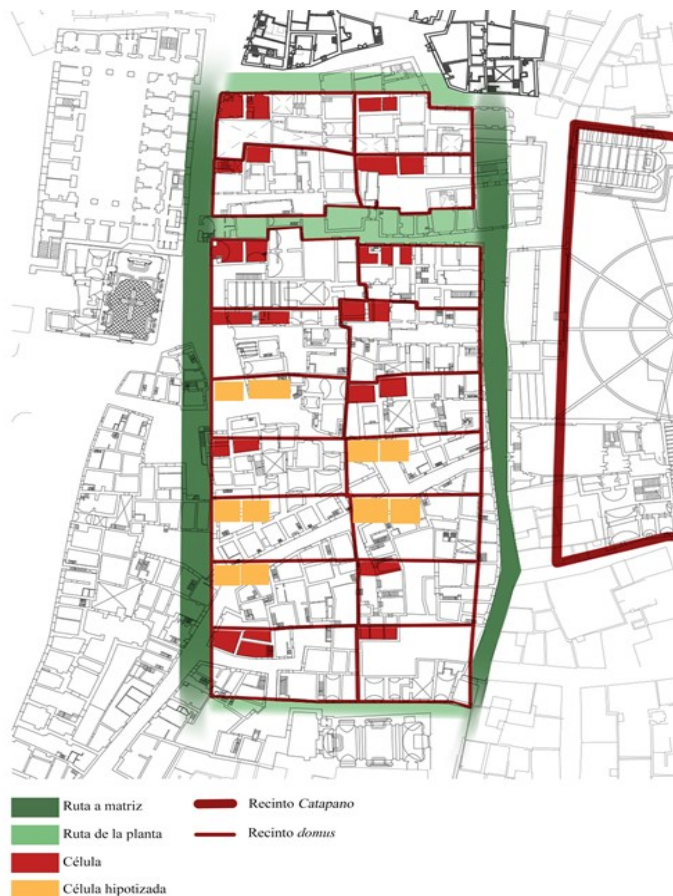 Ruta a matriz
Recinto Catapano
Ruta de la planta
Recinto domus
Célula
Célula hipotizada